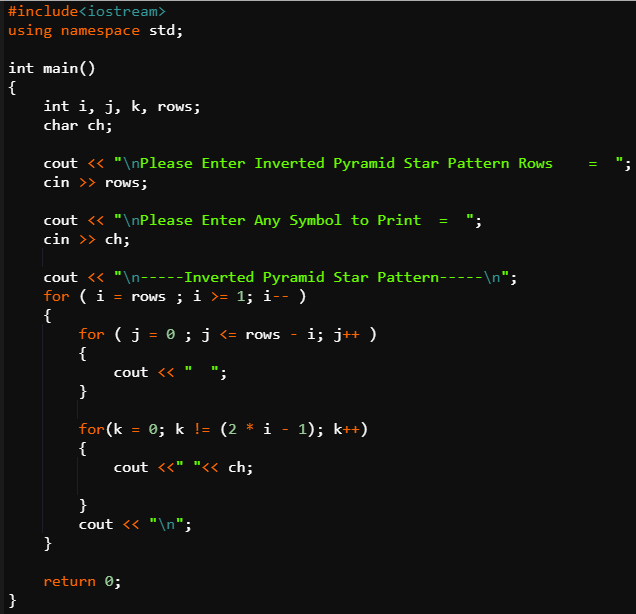 #include<iostream>
using namespace std;

int main()
{
    int i, j, k, rows;
    char ch;

    cout << "\nPlease Enter Inverted Pyramid Star Pattern Rows    =  ";
    cin >> rows;

    cout << "\nPlease Enter Any Symbol to Print  =  ";
    cin >> ch;

    cout << "\n-----Inverted Pyramid Star Pattern-----\n";
    for ( i = rows ; i >= 1; i-- )
    {
        for ( j = 0 ; j <= rows - i; j++ )
        {
            cout << "  ";
        }

        for(k = 0; k != (2 * i - 1); k++)
        {
            cout <<" "<< ch;

        }
        cout << "\n";
    }

    return 0;
}